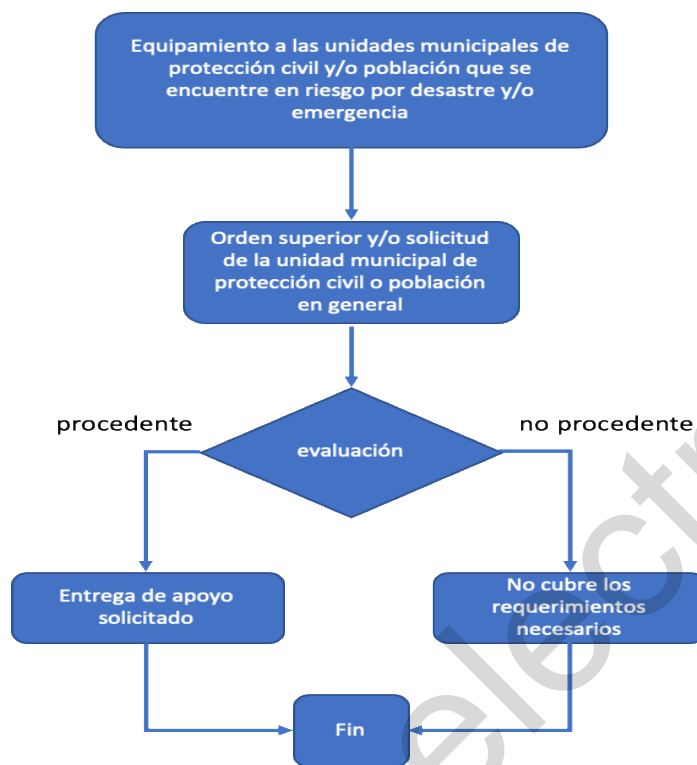 Equipamiento a las unidades municipales de
protección civil y/o población que se
encuentre en riesgo por desastre y/o
emergencia
Orden superior y/o solicitud
de la unidad municipal de
protección civil o población
en general
procedente
evaluación
no procedente
Entrega de apoyo
solicitado
No cubre los
requerimientos
necesarios
Fin